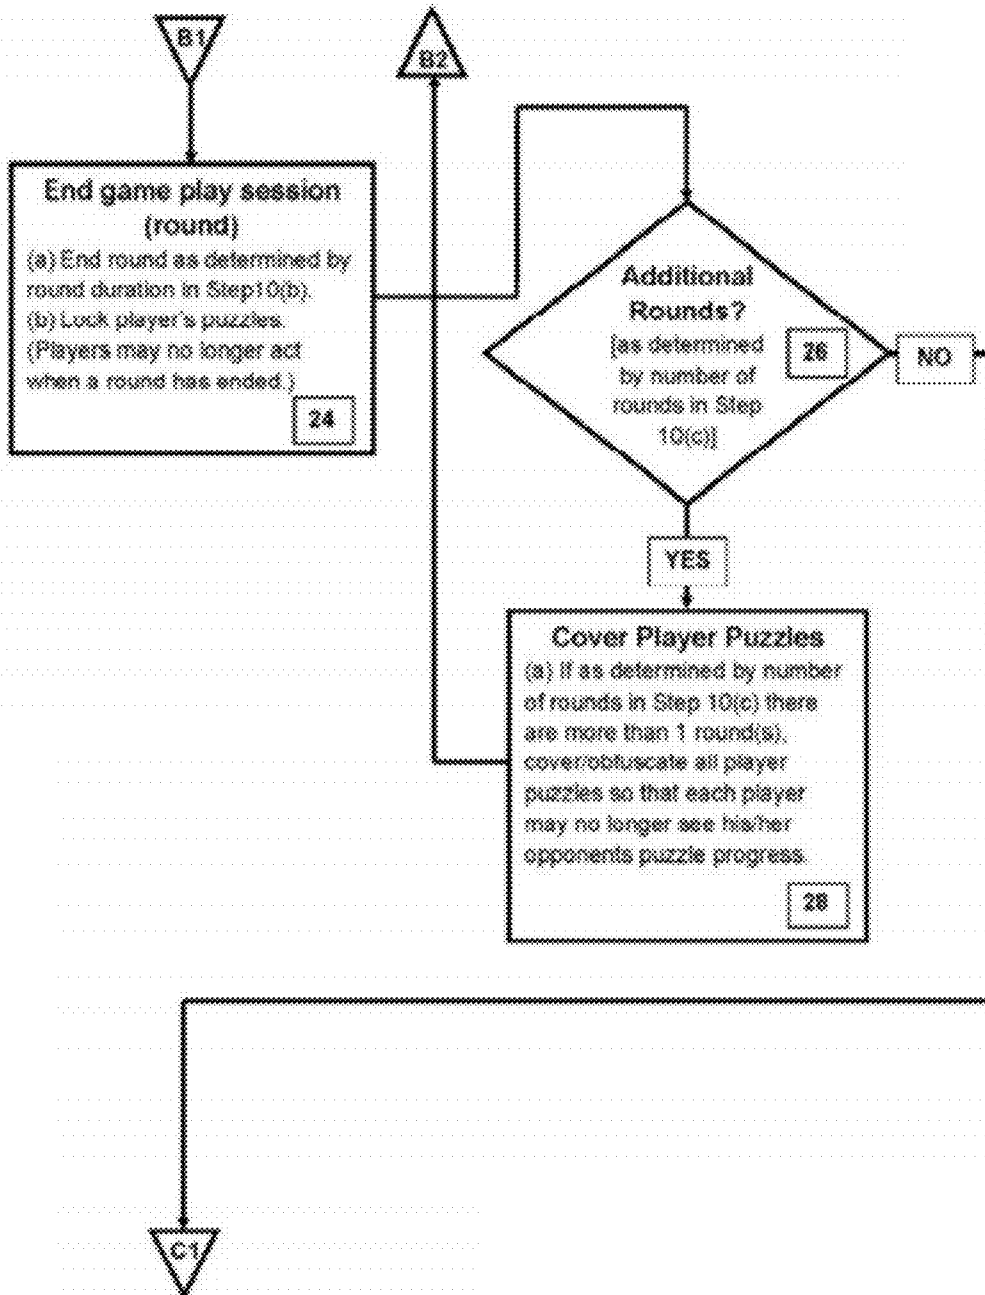 B1
B2
End game play session
(round)
(a) End round as determined by
round duration in Step10(b).
(b) Lock player's puzzles.
(Players may no longer act
when a round has ended.)
24
Additional
Rounds?
[as determined
by number of
rounds in Step
10(c)]
26
NO
YES
Cover Player Puzzles
(a) If as determined by number
of rounds in Step 10(c) there
are more than 1 round(s),
cover/obfuscate all player
puzzles so that each player
may no longer see his/her
opponents puzzle progress.
28
C1